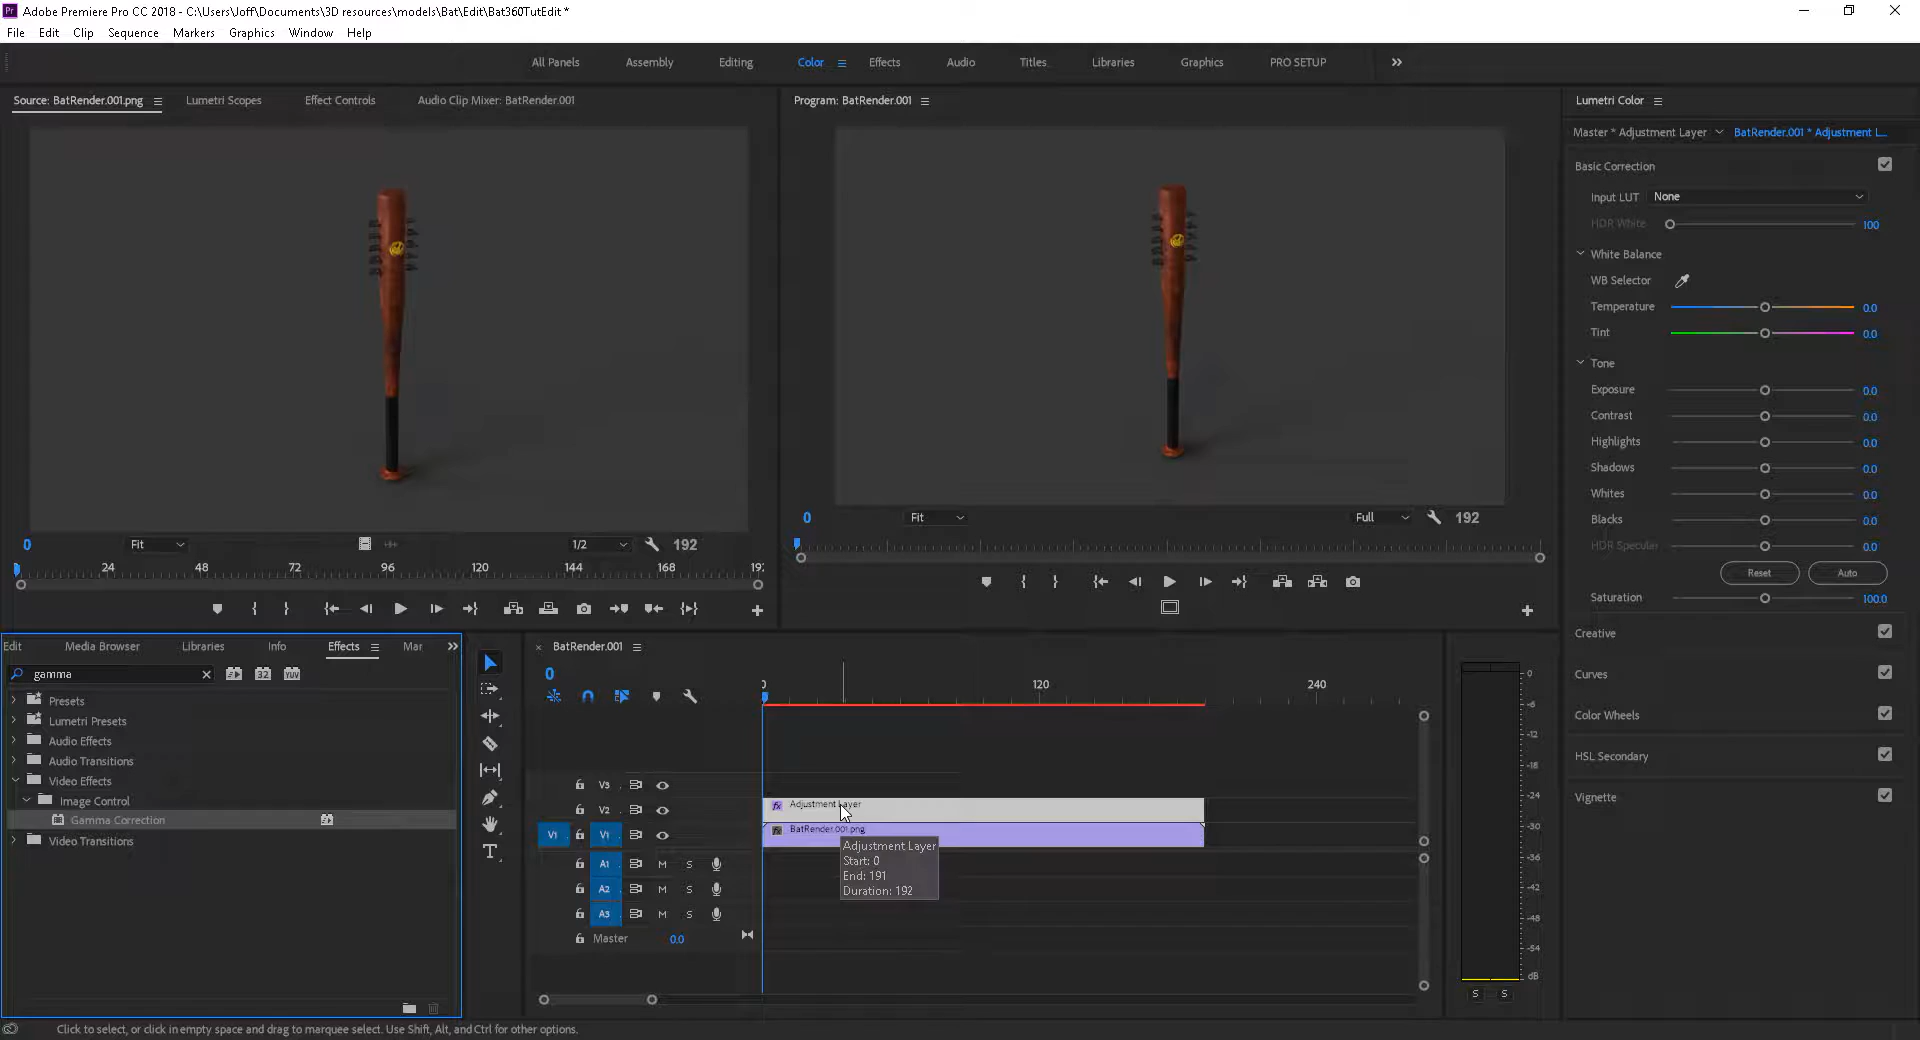 Adobe Premiere Pro CC 2018 - C:\Users\Joff\Documents\3D resources\models\Bat\Edit\Bat360TutEdit *
File Edit Clip Sequence Markers Graphics Window Help
All Panels Assembly Editing Color Effects Audio Titles Libraries Graphics PRO SETUP
Source: BatRender.001.png Lumetri Scopes Effect Controls Audio Clip Mixer: BatRender.001
Program: BatRender.001
Lumetri Color
Master * Adjustment Layer BatRender.001 * Adjustment L...
Basic Correction
Input LUT None
HDR White 100
White Balance
WB Selector
Temperature 0.0
Tint 0.0
Tone
Exposure 0.0
Contrast 0.0
Highlights 0.0
Shadows 0.0
Whites 0.0
Blacks 0.0
HDR Specular 0.0
Reset Auto
Saturation 100.0
Creative
Curves
Color Wheels
HSL Secondary
Vignette
0 Fit 1/2 192
24 48 72 96 120 144 168 192
0 Fit Full 192
Edit Media Browser Libraries Info Effects Mar
gamma
Presets
Lumetri Presets
Audio Effects
Audio Transitions
Video Effects
Image Control
Gamma Correction
Video Transitions
BatRender.001
0
0 120 240
V3
V2 Adjustment Layer
V1 V1 BatRender.001.png
Adjustment Layer
Start: 0
End: 191
Duration: 192
A1 M S
A2 M S
A3 M S
Master 0.0
0
-6
-12
-18
-24
-30
-36
-42
-48
-54
dB
S S
Click to select, or click in empty space and drag to marquee select. Use Shift, Alt, and Ctrl for other options.